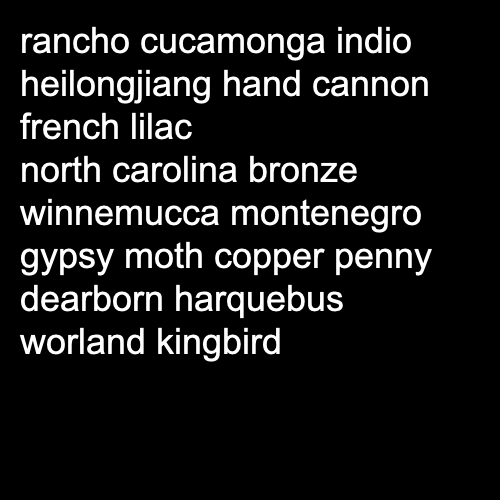 rancho cucamonga indio
heilongjiang hand cannon
french lilac
north carolina bronze
winnemucca montenegro
gypsy moth copper penny
dearborn harquebus
worland kingbird